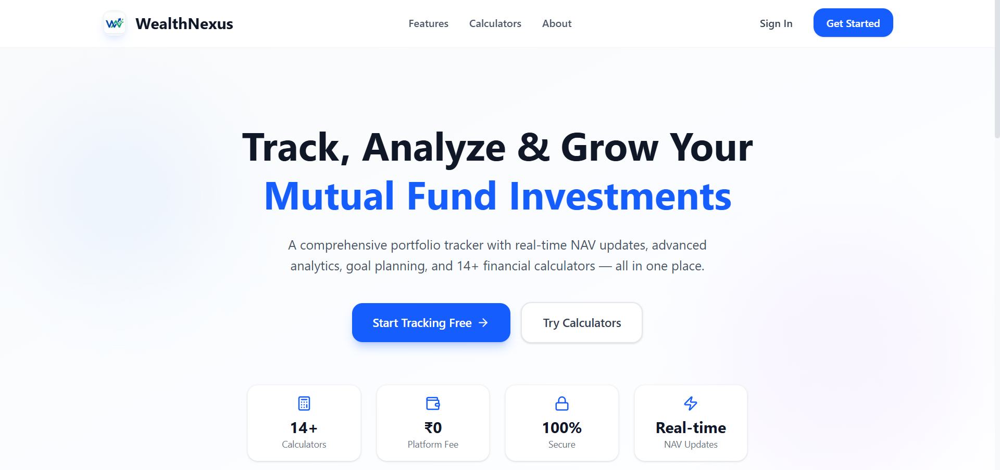 WealthNexus
Features
Calculators
About
Sign In
Get Started
Track, Analyze & Grow Your
Mutual Fund Investments
A comprehensive portfolio tracker with real-time NAV updates, advanced
analytics, goal planning, and 14+ financial calculators — all in one place.
Start Tracking Free →
Try Calculators
14+
Calculators
₹0
Platform Fee
100%
Secure
Real-time
NAV Updates